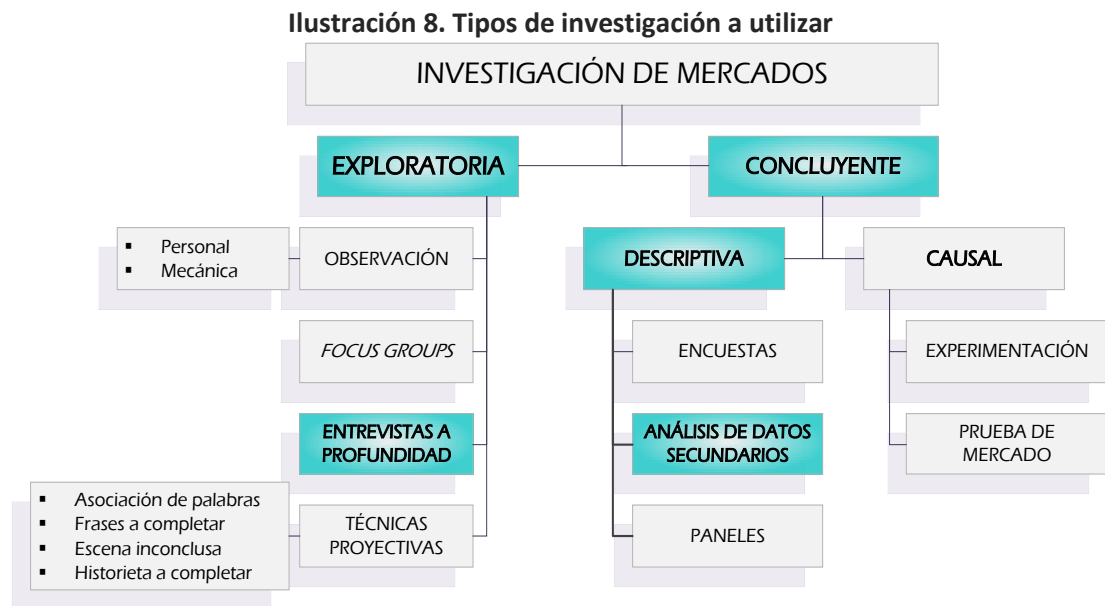 Ilustración 8. Tipos de investigación a utilizar
INVESTIGACIÓN DE MERCADOS
EXPLORATORIA
CONCLUYENTE
▪ Personal
▪ Mecánica
OBSERVACIÓN
DESCRIPTIVA
CAUSAL
FOCUS GROUPS
ENCUESTAS
EXPERIMENTACIÓN
ENTREVISTAS A
PROFUNDIDAD
ANÁLISIS DE DATOS
SECUNDARIOS
PRUEBA DE
MERCADO
▪ Asociación de palabras
▪ Frases a completar
▪ Escena inconclusa
▪ Historieta a completar
TÉCNICAS
PROYECTIVAS
PANELES